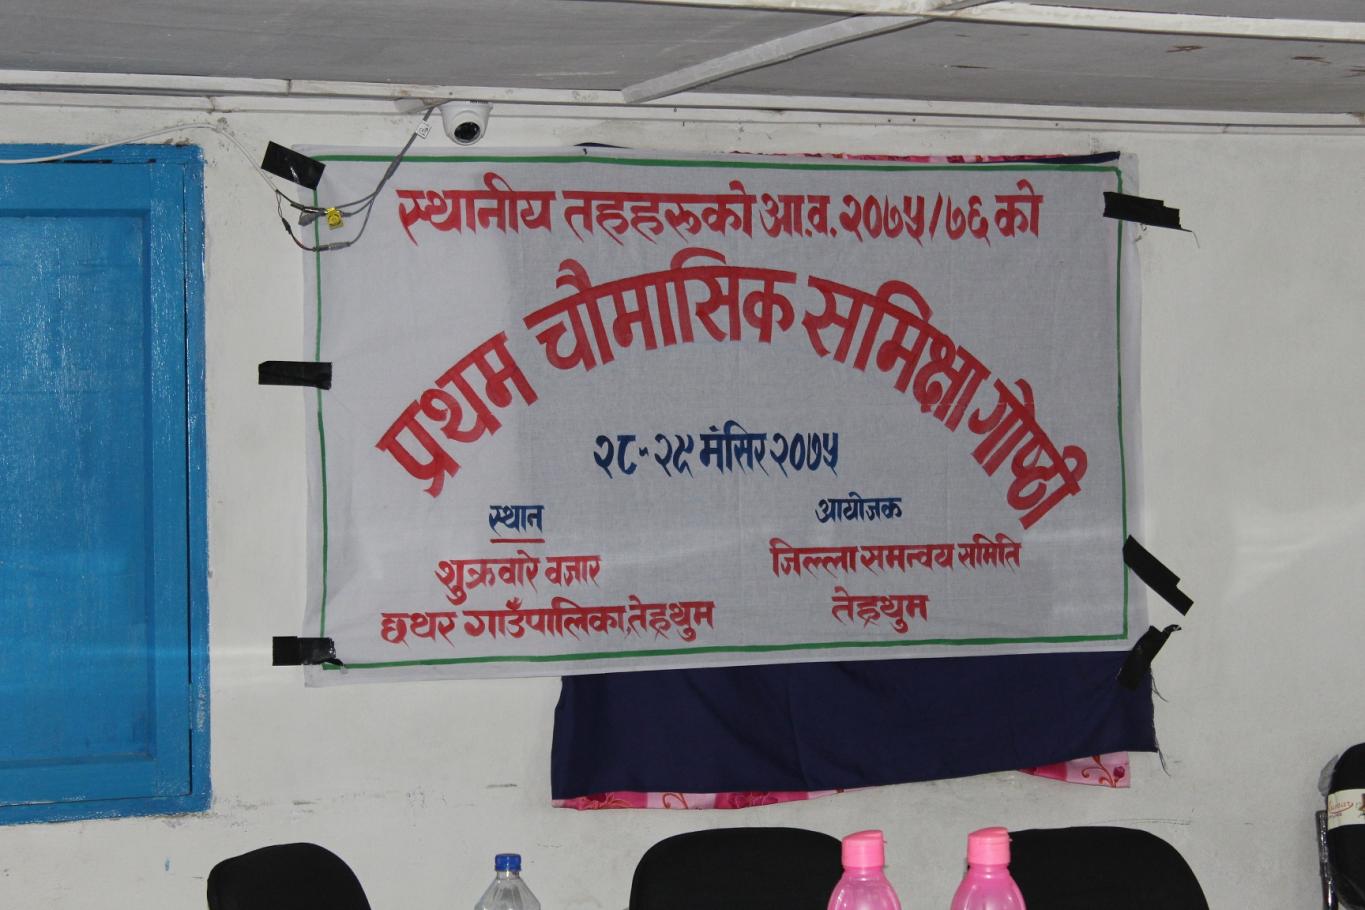 स्थानीय तहहरूको आ.व. २०७५/७६ को
प्रथम चौमासिक समिक्षा गोष्ठी
२८-२९ मंसिर २०७५
स्थान
शुक्रवारे वजार
छथर गाउँपालिका, तेह्रथुम
आयोजक
जिल्ला समन्वय समिति
तेह्रथुम